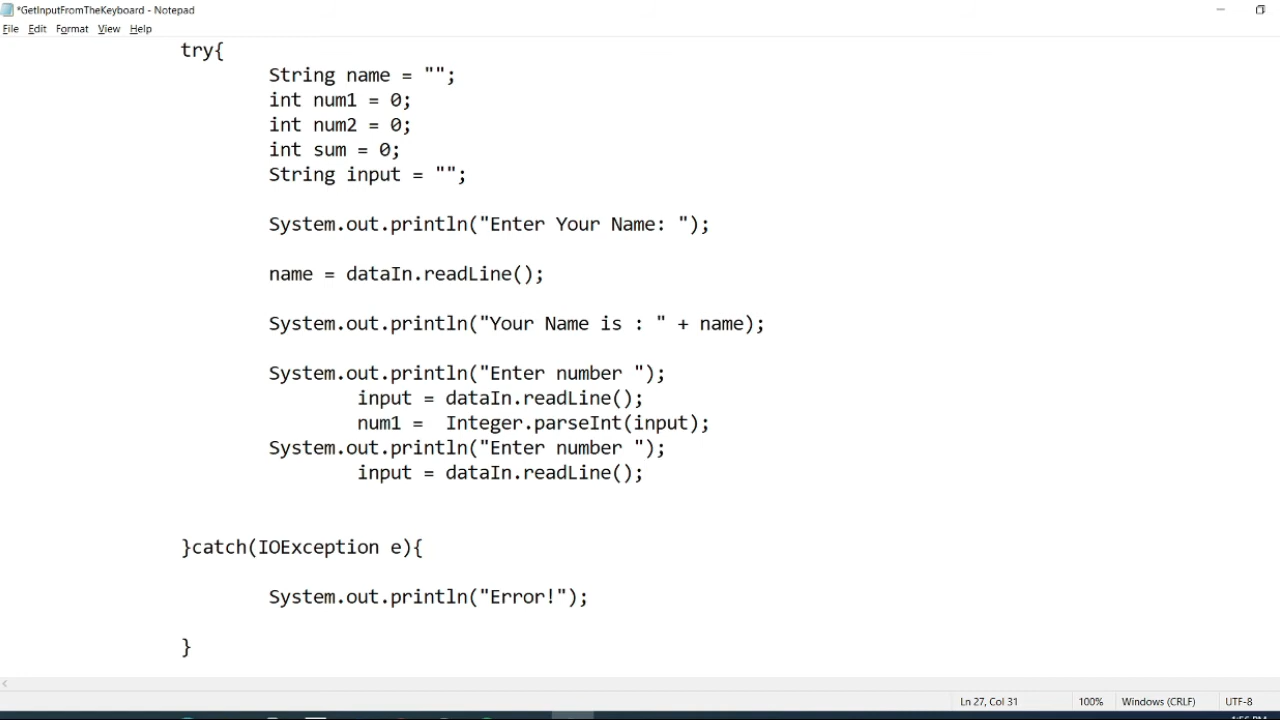 *GetInputFromTheKeyboard - Notepad
File Edit Format View Help
try{
String name = "";
int num1 = 0;
int num2 = 0;
int sum = 0;
String input = "";
System.out.println("Enter Your Name: ");
name = dataIn.readLine();
System.out.println("Your Name is : " + name);
System.out.println("Enter number ");
input = dataIn.readLine();
num1 =  Integer.parseInt(input);
System.out.println("Enter number ");
input = dataIn.readLine();
}catch(IOException e){
System.out.println("Error!");
}
Ln 27, Col 31 100% Windows (CRLF) UTF-8